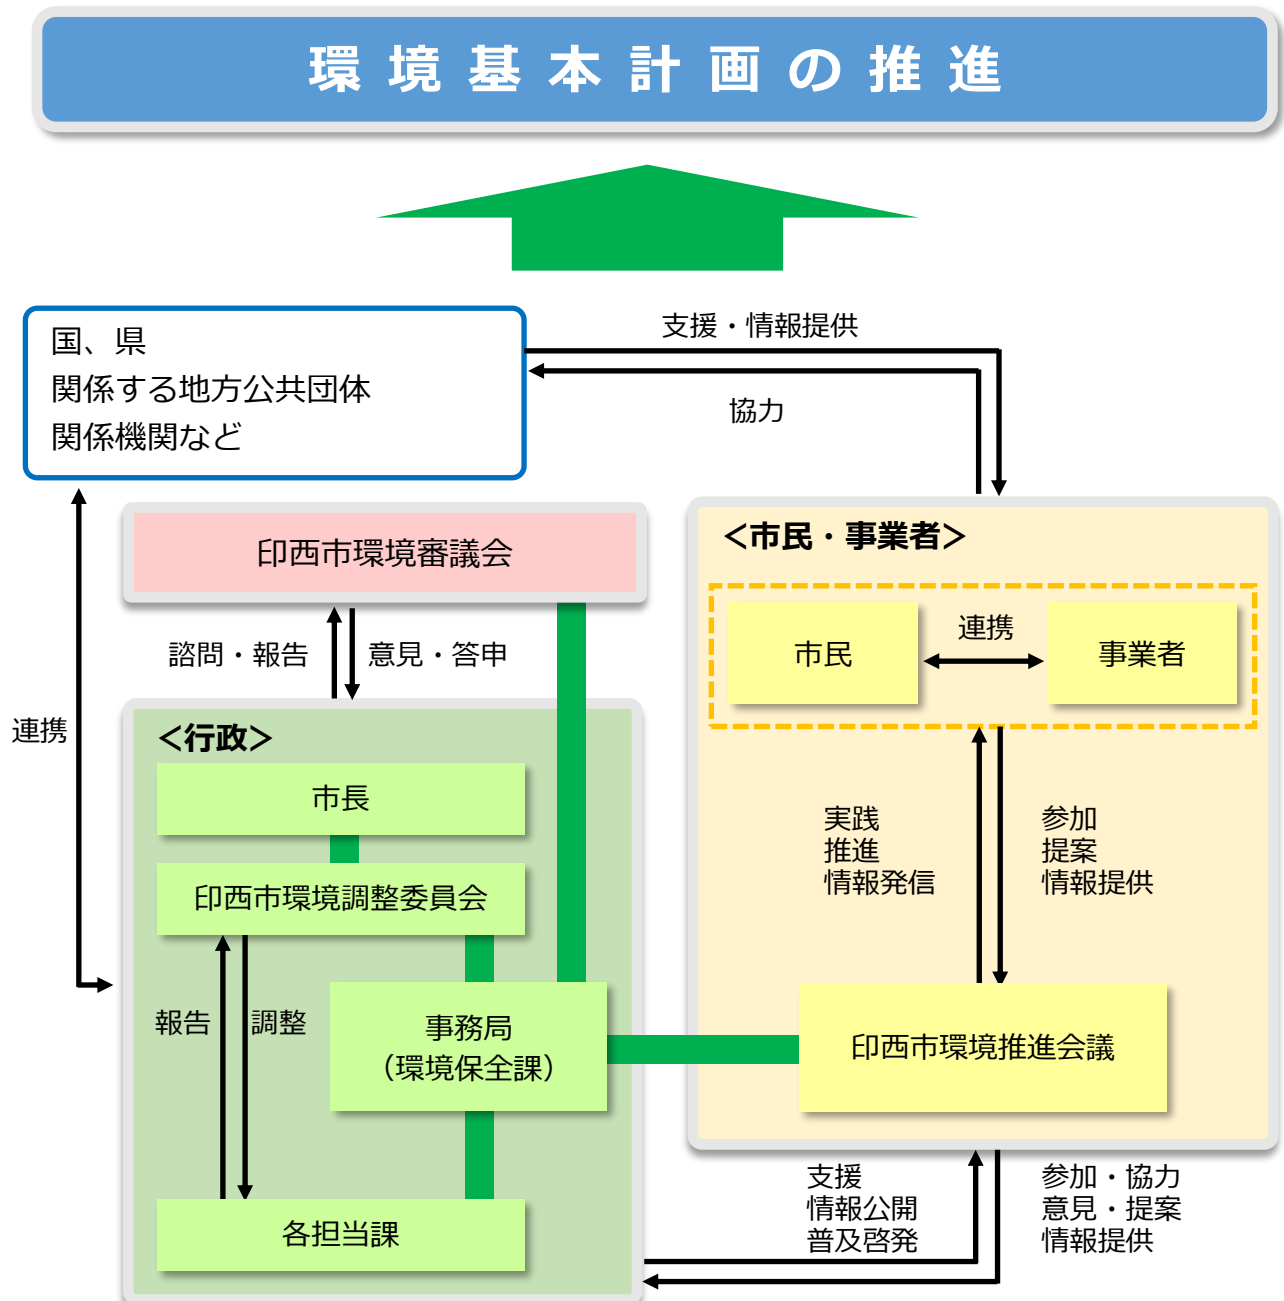 環境基本計画の推進
国、県
関係する地方公共団体
関係機関など
支援・情報提供
協力
印西市環境審議会
諮問・報告
意見・答申
連携
＜行政＞
市長
印西市環境調整委員会
報告
調整
事務局
（環境保全課）
各担当課
＜市民・事業者＞
市民
連携
事業者
実践
推進
情報発信
参加
提案
情報提供
印西市環境推進会議
支援
情報公開
普及啓発
参加・協力
意見・提案
情報提供